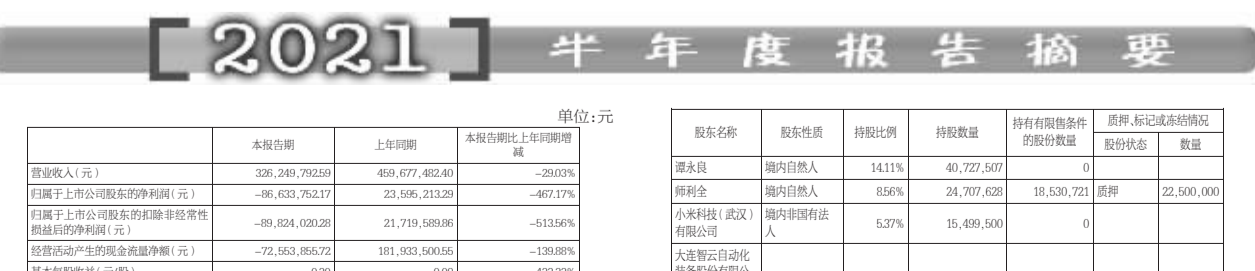 [2021] 半年度报告摘要
单位:元
本报告期 上年同期 本报告期比上年同期增
减
营业收入(元) 326,249,792.59 459,677,482.40 -29.03%
归属于上市公司股东的净利润(元) -86,633,752.17 23,595,213.29 -467.17%
归属于上市公司股东的扣除非经常性
损益后的净利润(元) -89,824,020.28 21,719,589.86 -513.56%
经营活动产生的现金流量净额(元) -72,553,855.72 181,933,500.55 -139.88%
股东名称 股东性质 持股比例 持股数量 持有有限售条件
的股份数量 质押、标记或冻结情况
股份状态 数量
谭永良 境内自然人 14.11% 40,727,507 0
师利全 境内自然人 8.56% 24,707,628 18,530,721 质押 22,500,000
小米科技(武汉)
有限公司 境内非国有法
人 5.37% 15,499,500 0
大连智云自动化